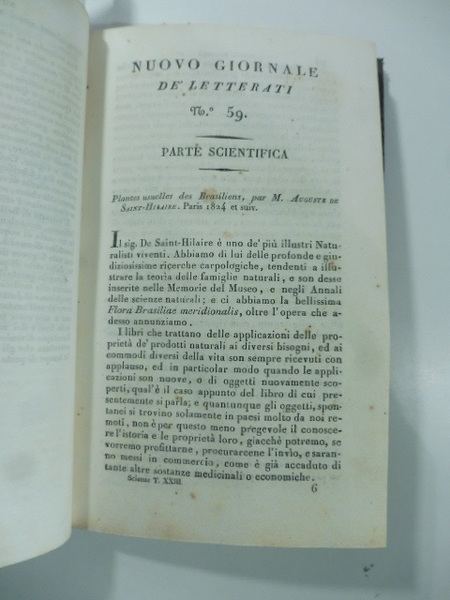 NUOVO GIORNALE
DE' LETTERATI
N.° 59.
PARTE SCIENTIFICA
Plantes usuelles des Brasiliens, par M. AUGUSTE DE
SAINT-HILAIRE. Paris 1824 et suiv.
Il sig. De Saint-Hilaire è uno de' più illustri Natu-
ralisti viventi. Abbiamo di lui delle profonde e giu-
diziosissime ricerche carpologiche, tendenti a illu-
strare la teoria delle famiglie naturali, e son desse
inserite nelle Memorie del Museo, e negli Annali
delle scienze naturali; e ci abbiamo la bellissima
Flora Brasiliae meridionalis, oltre l'opera che a-
desso annunziamo.
I libri che trattano delle applicazioni delle pro-
prietà de' prodotti naturali ai diversi bisogni, ed ai
commodi diversi della vita son sempre ricevuti con
applauso, ed in particolar modo quando le appli-
cazioni son nuove, o di oggetti nuovamente sco-
perti, qual'è il caso appunto del libro di cui pre-
sentemente si parla; e quantunque gli oggetti, spon-
tanei si trovino solamente in paesi molto da noi re-
moti, non è per questo meno pregevole il conosce-
re l'istoria e le proprietà loro, giacchè potremo, se
vorremo profittarne, procurarcene l'invìo, e saran-
no messi in commercio, come è già accaduto di
tante altre sostanze medicinali o economiche.
Scienze T. XXIII.
6